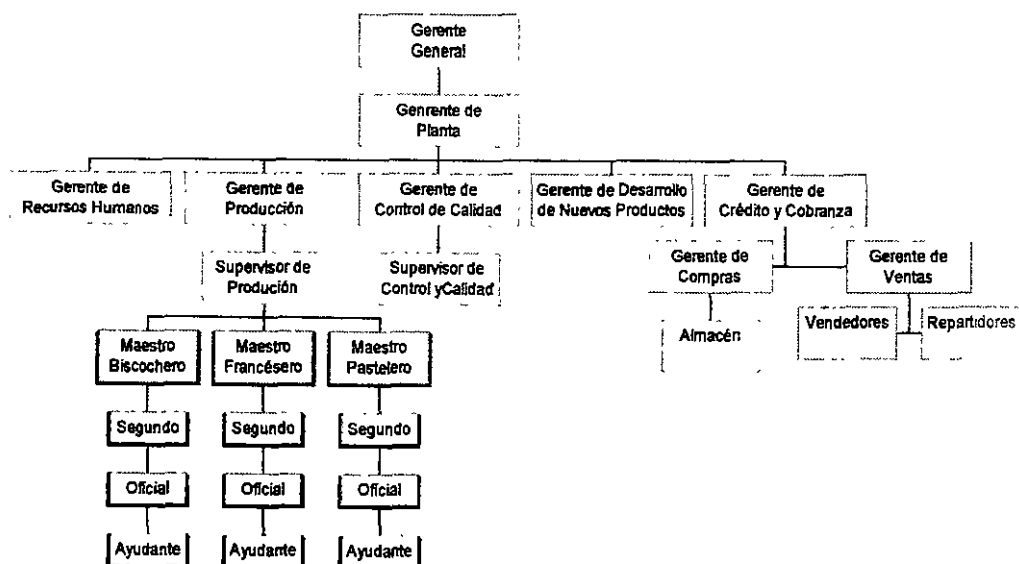 Gerente
General
Genrente de
Planta
Gerente de
Recursos Humanos
Gerente de
Producción
Gerente de
Control de Calidad
Gerente de Desarrollo
de Nuevos Productos
Gerente de
Crédito y Cobranza
Supervisor de
Produción
Supervisor de
Control yCalidad
Gerente de
Compras
Gerente de
Ventas
Almacén
Vendedores
Repartidores
Maestro
Biscochero
Maestro
Francésero
Maestro
Pastelero
Segundo
Segundo
Segundo
Oficial
Oficial
Oficial
Ayudante
Ayudante
Ayudante